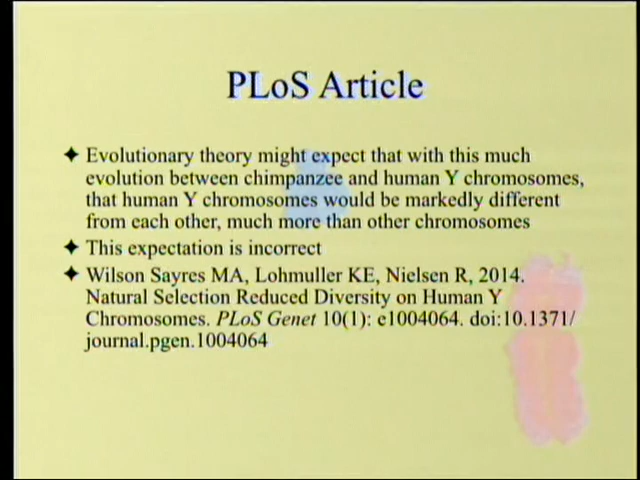 PLoS Article
✦ Evolutionary theory might expect that with this much
evolution between chimpanzee and human Y chromosomes,
that human Y chromosomes would be markedly different
from each other, much more than other chromosomes
✦ This expectation is incorrect
✦ Wilson Sayres MA, Lohmuller KE, Nielsen R, 2014.
Natural Selection Reduced Diversity on Human Y
Chromosomes. PLoS Genet 10(1): e1004064. doi:10.1371/
journal.pgen.1004064